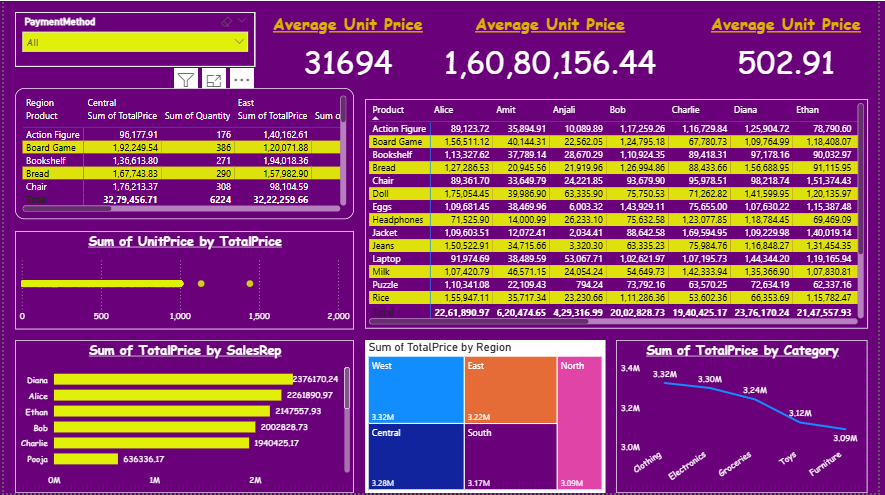 PaymentMethod
All
Average Unit Price
31694
Average Unit Price
1,60,80,156.44
Average Unit Price
502.91
Region Central East
Product Sum of TotalPrice Sum of Quantity Sum of TotalPrice Sum o
Action Figure 96,177.91 176 1,40,162.61
Board Game 1,92,249.54 386 1,20,071.88
Bookshelf 1,36,613.80 271 1,94,018.36
Bread 1,67,743.83 290 1,57,982.90
Chair 1,76,213.37 308 98,104.59
Total 32,79,456.71 6224 32,22,259.66
Product Alice Amit Anjali Bob Charlie Diana Ethan
Action Figure 89,123.72 35,894.91 10,089.89 1,17,259.26 1,16,729.84 1,25,904.72 78,790.60
Board Game 1,56,511.12 40,144.31 22,562.05 1,24,795.18 67,780.73 1,09,764.99 1,18,408.07
Bookshelf 1,13,327.62 37,789.14 28,670.29 1,10,924.35 89,418.31 97,178.16 90,032.97
Bread 1,27,286.53 20,945.56 21,919.96 1,26,994.86 88,433.66 1,56,688.95 91,115.95
Chair 89,361.70 33,649.79 24,221.85 93,679.90 95,978.51 98,218.74 1,51,374.43
Doll 1,75,054.45 39,986.90 63,335.90 75,750.53 71,262.82 1,41,599.95 1,20,135.97
Eggs 1,09,681.45 38,469.96 6,003.32 1,43,929.11 75,655.00 1,07,630.22 1,15,387.48
Headphones 71,525.90 14,000.99 26,233.10 75,632.58 1,23,077.85 1,18,784.45 69,469.09
Jacket 1,09,603.51 12,072.41 2,034.41 88,642.58 1,69,594.95 1,09,229.98 1,40,019.14
Jeans 1,50,522.91 34,715.66 3,320.30 63,335.23 75,984.76 1,16,848.27 1,31,454.35
Laptop 91,974.69 38,489.59 53,067.71 1,02,621.97 1,07,195.73 1,44,344.20 1,19,165.94
Milk 1,07,420.79 46,571.15 24,054.24 54,649.73 1,42,333.94 1,35,366.90 1,07,830.81
Puzzle 1,10,341.08 22,109.43 794.24 73,792.16 63,570.25 72,634.19 62,337.16
Rice 1,55,947.11 35,717.34 23,230.66 1,11,286.36 53,602.36 66,353.69 1,15,782.47
Total 22,61,890.97 6,20,474.65 4,29,316.99 20,02,828.73 19,40,425.17 23,76,170.24 21,47,557.93
Sum of UnitPrice by TotalPrice
0 500 1,000 1,500 2,000
Sum of TotalPrice by SalesRep
Diana 2376170.24
Alice 2261890.97
Ethan 2147557.93
Bob 2002828.73
Charlie 1940425.17
Pooja 636336.17
0M 1M 2M
Sum of TotalPrice by Region
West East North
3.32M 3.22M
Central South
3.28M 3.17M 3.09M
Sum of TotalPrice by Category
3.4M
3.2M
3.0M
3.32M
3.30M
3.24M
3.12M
3.09M
Clothing Electronics Groceries Toys Furniture